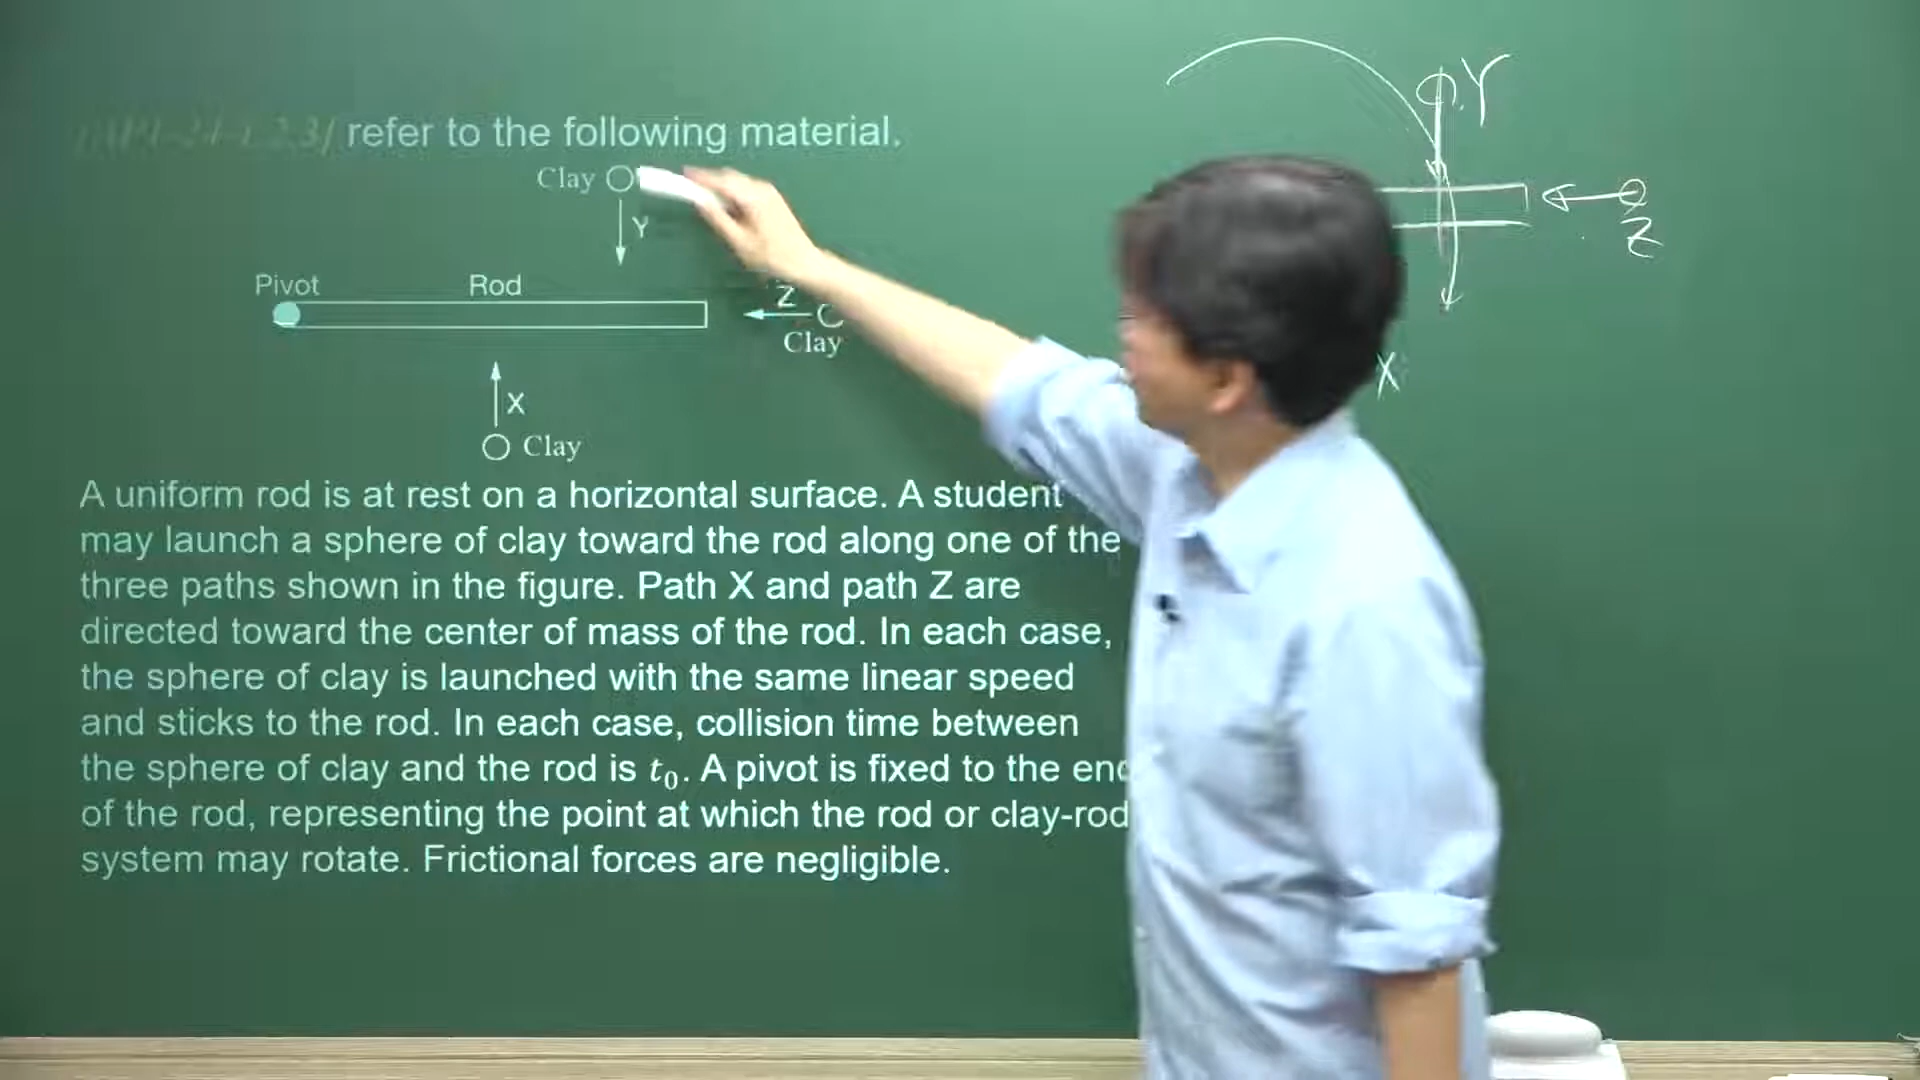 refer to the following material.
Clay
Y
Pivot
Rod
Z
Clay
X
Clay
A uniform rod is at rest on a horizontal surface. A student
may launch a sphere of clay toward the rod along one of the
three paths shown in the figure. Path X and path Z are
directed toward the center of mass of the rod. In each case,
the sphere of clay is launched with the same linear speed
and sticks to the rod. In each case, collision time between
the sphere of clay and the rod is t₀. A pivot is fixed to the end
of the rod, representing the point at which the rod or clay-rod
system may rotate. Frictional forces are negligible.
Y
Z
X